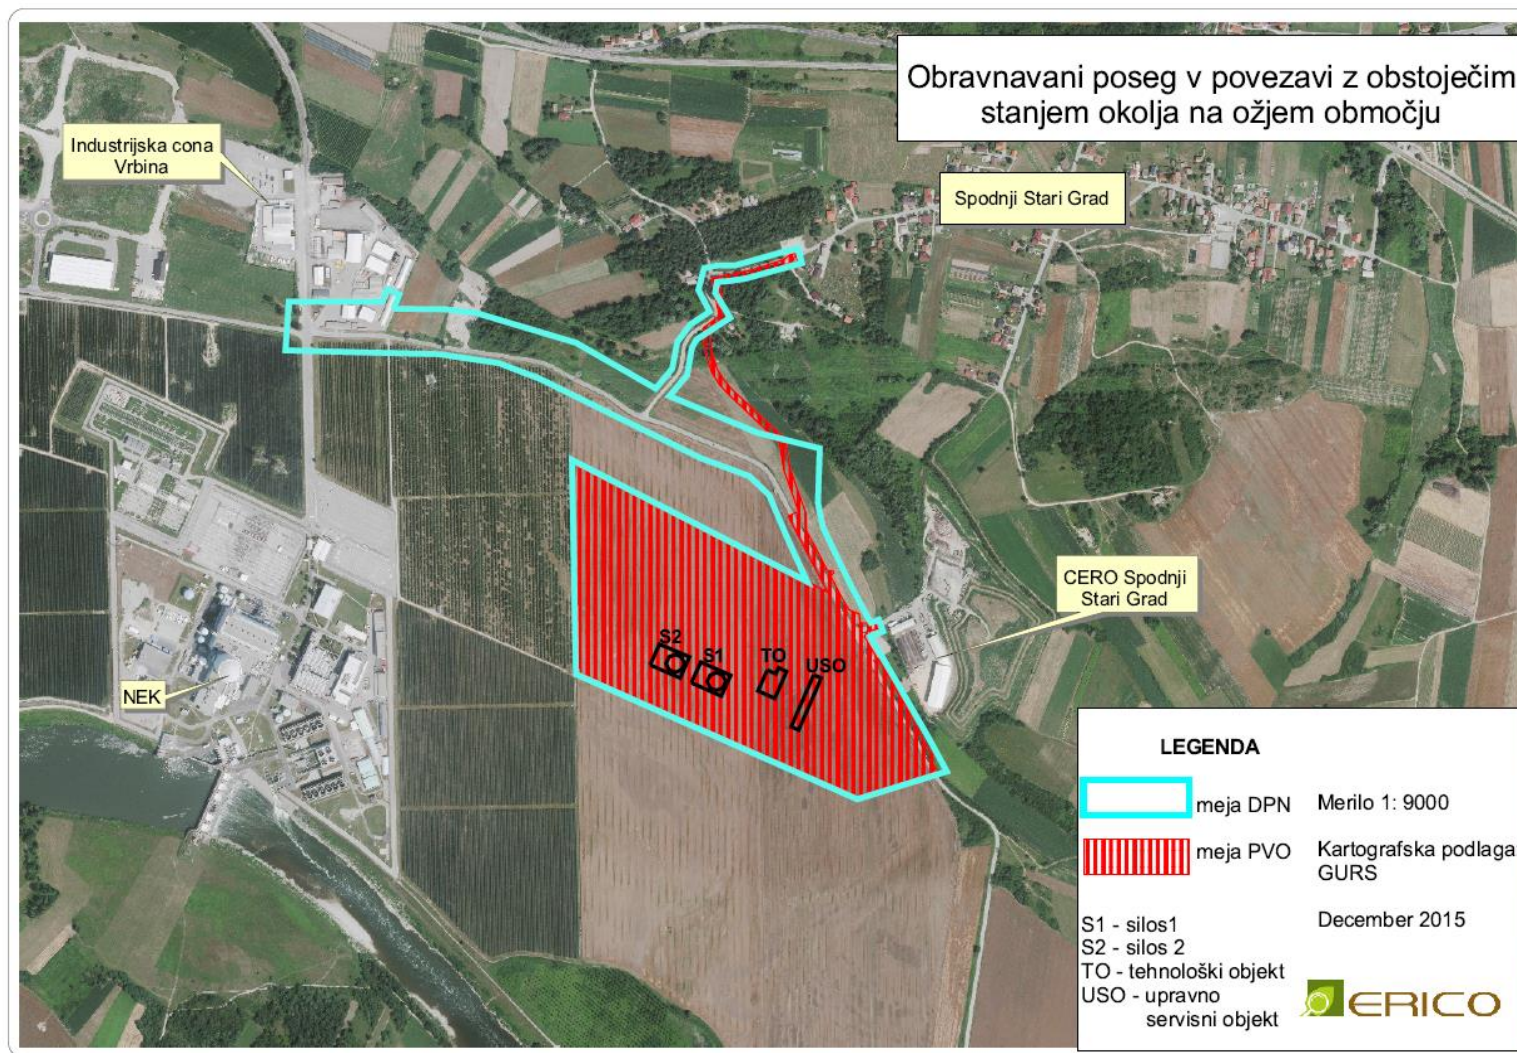 Obravnavani poseg v povezavi z obstoječim
stanjem okolja na ožjem območju
Industrijska cona
Vrbina
Spodnji Stari Grad
CERO Spodnji
Stari Grad
S2
S1
TO
USO
NEK
LEGENDA
meja DPN
Merilo 1: 9000
meja PVO
Kartografska podlaga:
GURS
December 2015
S1 - silos1
S2 - silos 2
TO - tehnološki objekt
USO - upravno
servisni objekt
ERICO